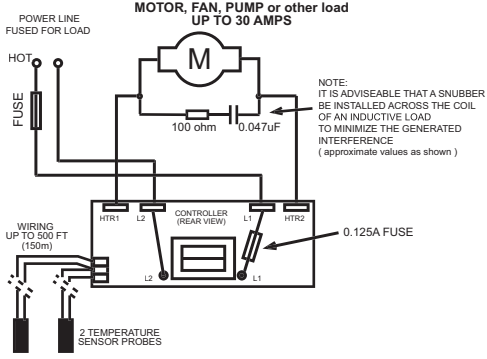 MOTOR, FAN, PUMP or other load
UP TO 30 AMPS
POWER LINE
FUSED FOR LOAD
HOT
FUSE
M
100 ohm
0.047uF
NOTE:
IT IS ADVISEABLE THAT A SNUBBER
BE INSTALLED ACROSS THE COIL
OF AN INDUCTIVE LOAD
TO MINIMIZE THE GENERATED
INTERFERENCE
( approximate values as shown )
HTR1
L2
CONTROLLER
(REAR VIEW)
L1
HTR2
0.125A FUSE
L2
L1
WIRING
UP TO 500 FT
(150m)
2 TEMPERATURE
SENSOR PROBES